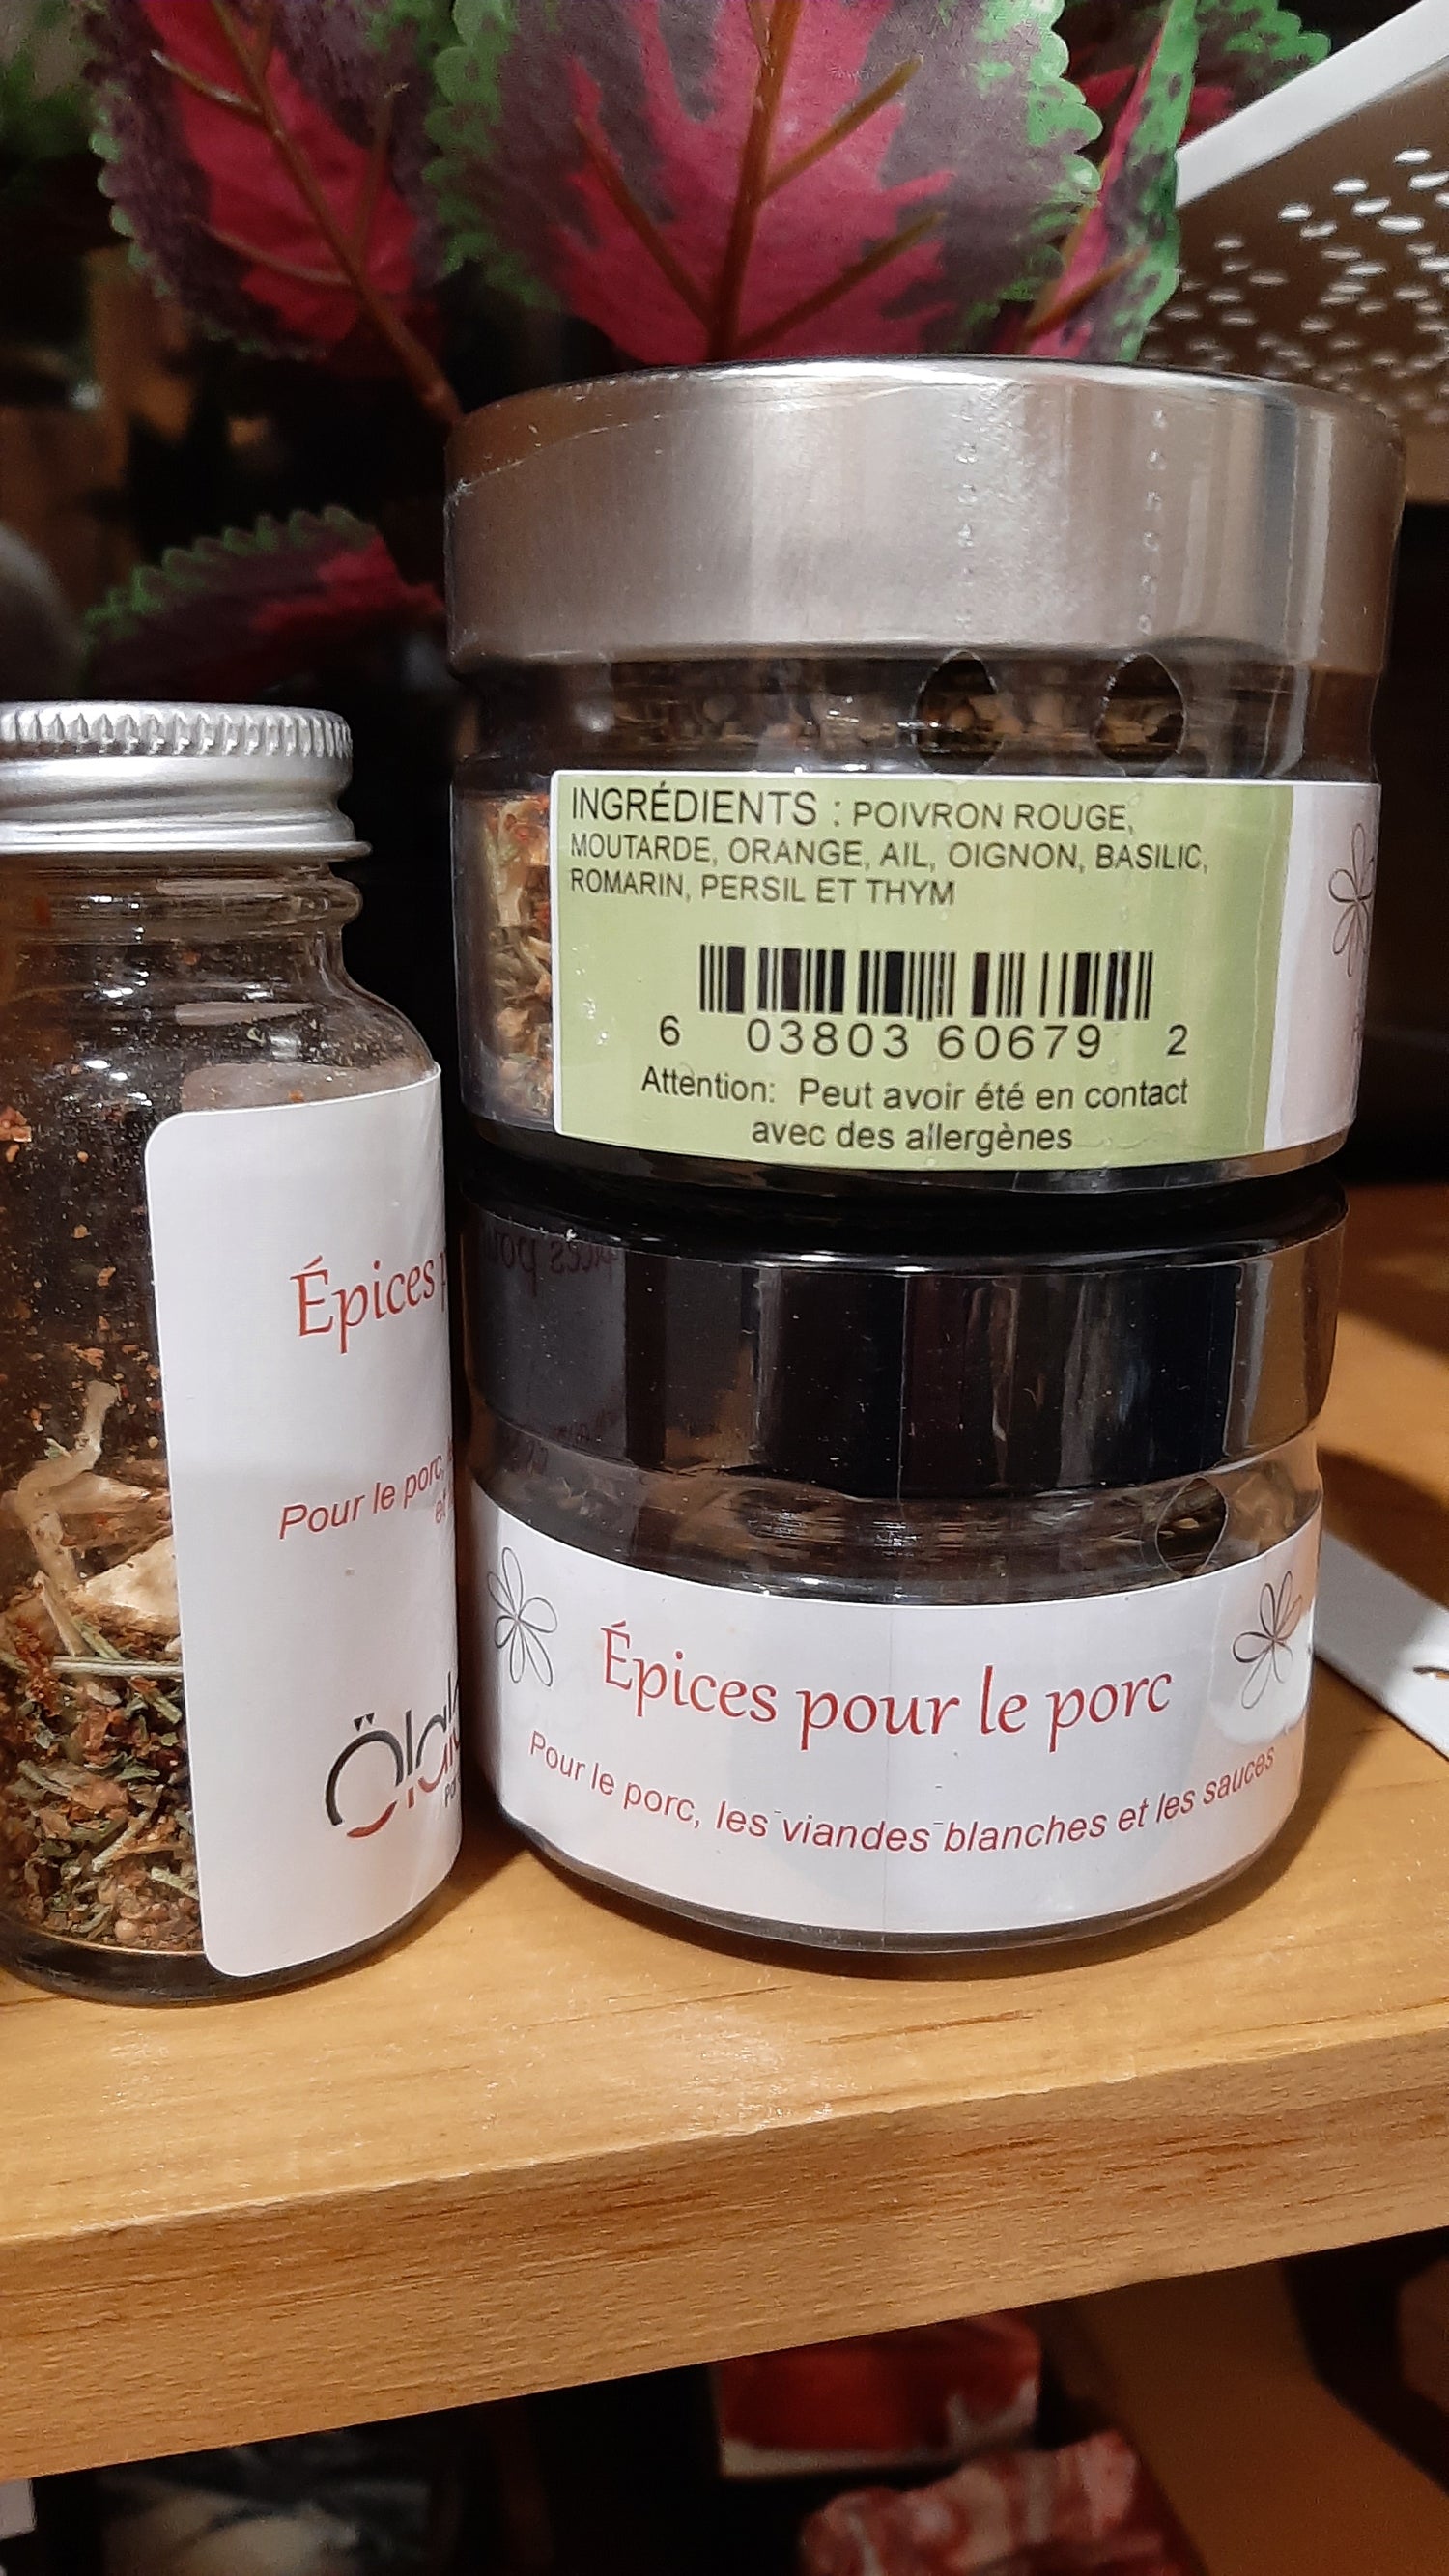 INGRÉDIENTS : POIVRON ROUGE,
MOUTARDE, ORANGE, AIL, OIGNON, BASILIC,
ROMARIN, PERSIL ET THYM
6 03803 60679 2
Attention: Peut avoir été en contact
avec des allergènes
Épices
Pour le porc,
Épices pour le porc
Pour le porc, les viandes blanches et les sauces